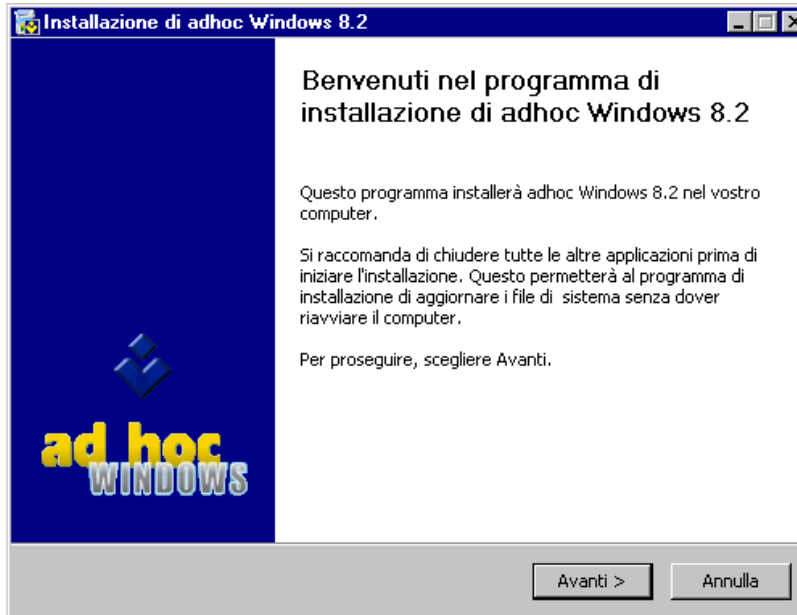 Installazione di adhoc Windows 8.2
Benvenuti nel programma di
installazione di adhoc Windows 8.2
Questo programma installerà adhoc Windows 8.2 nel vostro
computer.
Si raccomanda di chiudere tutte le altre applicazioni prima di
iniziare l'installazione. Questo permetterà al programma di
installazione di aggiornare i file di  sistema senza dover
riavviare il computer.
Per proseguire, scegliere Avanti.
ad hoc
WINDOWS
Avanti >
Annulla